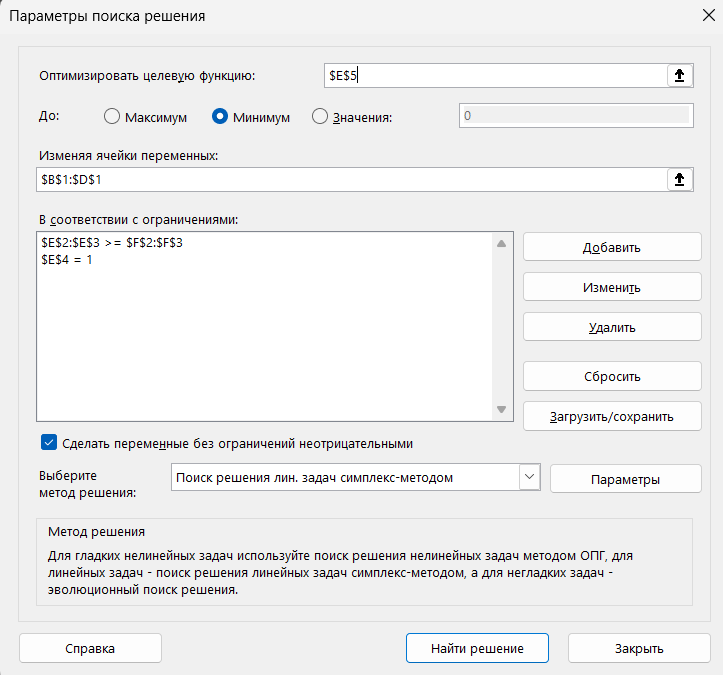 Параметры поиска решения
Оптимизировать целевую функцию:
$E$5
До:
Максимум
Минимум
Значения:
0
Изменяя ячейки переменных:
$B$1:$D$1
В соответствии с ограничениями:
$E$2:$E$3 >= $F$2:$F$3
$E$4 = 1
Добавить
Изменить
Удалить
Сбросить
Загрузить/сохранить
Сделать переменные без ограничений неотрицательными
Выберите
метод решения:
Поиск решения лин. задач симплекс-методом
Параметры
Метод решения
Для гладких нелинейных задач используйте поиск решения нелинейных задач методом ОПГ, для
линейных задач - поиск решения линейных задач симплекс-методом, а для негладких задач -
эволюционный поиск решения.
Справка
Найти решение
Закрыть